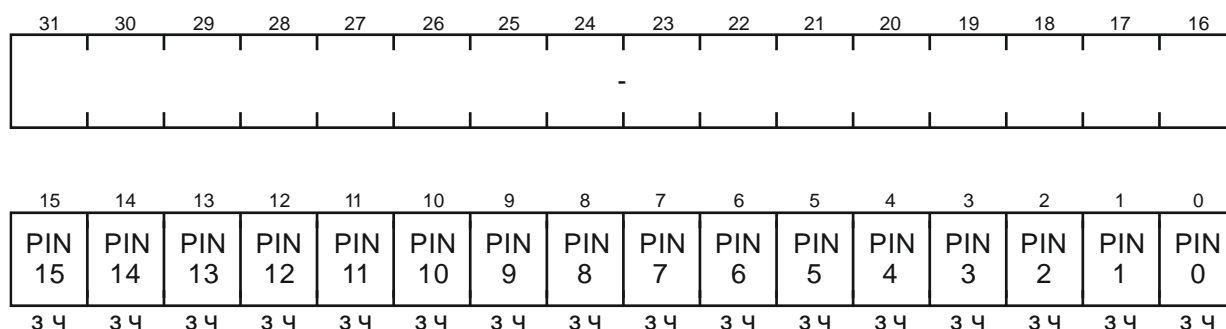 31 30 29 28 27 26 25 24 23 22 21 20 19 18 17 16
-
15 14 13 12 11 10 9 8 7 6 5 4 3 2 1 0
PIN PIN PIN PIN PIN PIN PIN PIN PIN PIN PIN PIN PIN PIN PIN PIN
15 14 13 12 11 10 9 8 7 6 5 4 3 2 1 0
З Ч З Ч З Ч З Ч З Ч З Ч З Ч З Ч З Ч З Ч З Ч З Ч З Ч З Ч З Ч З Ч